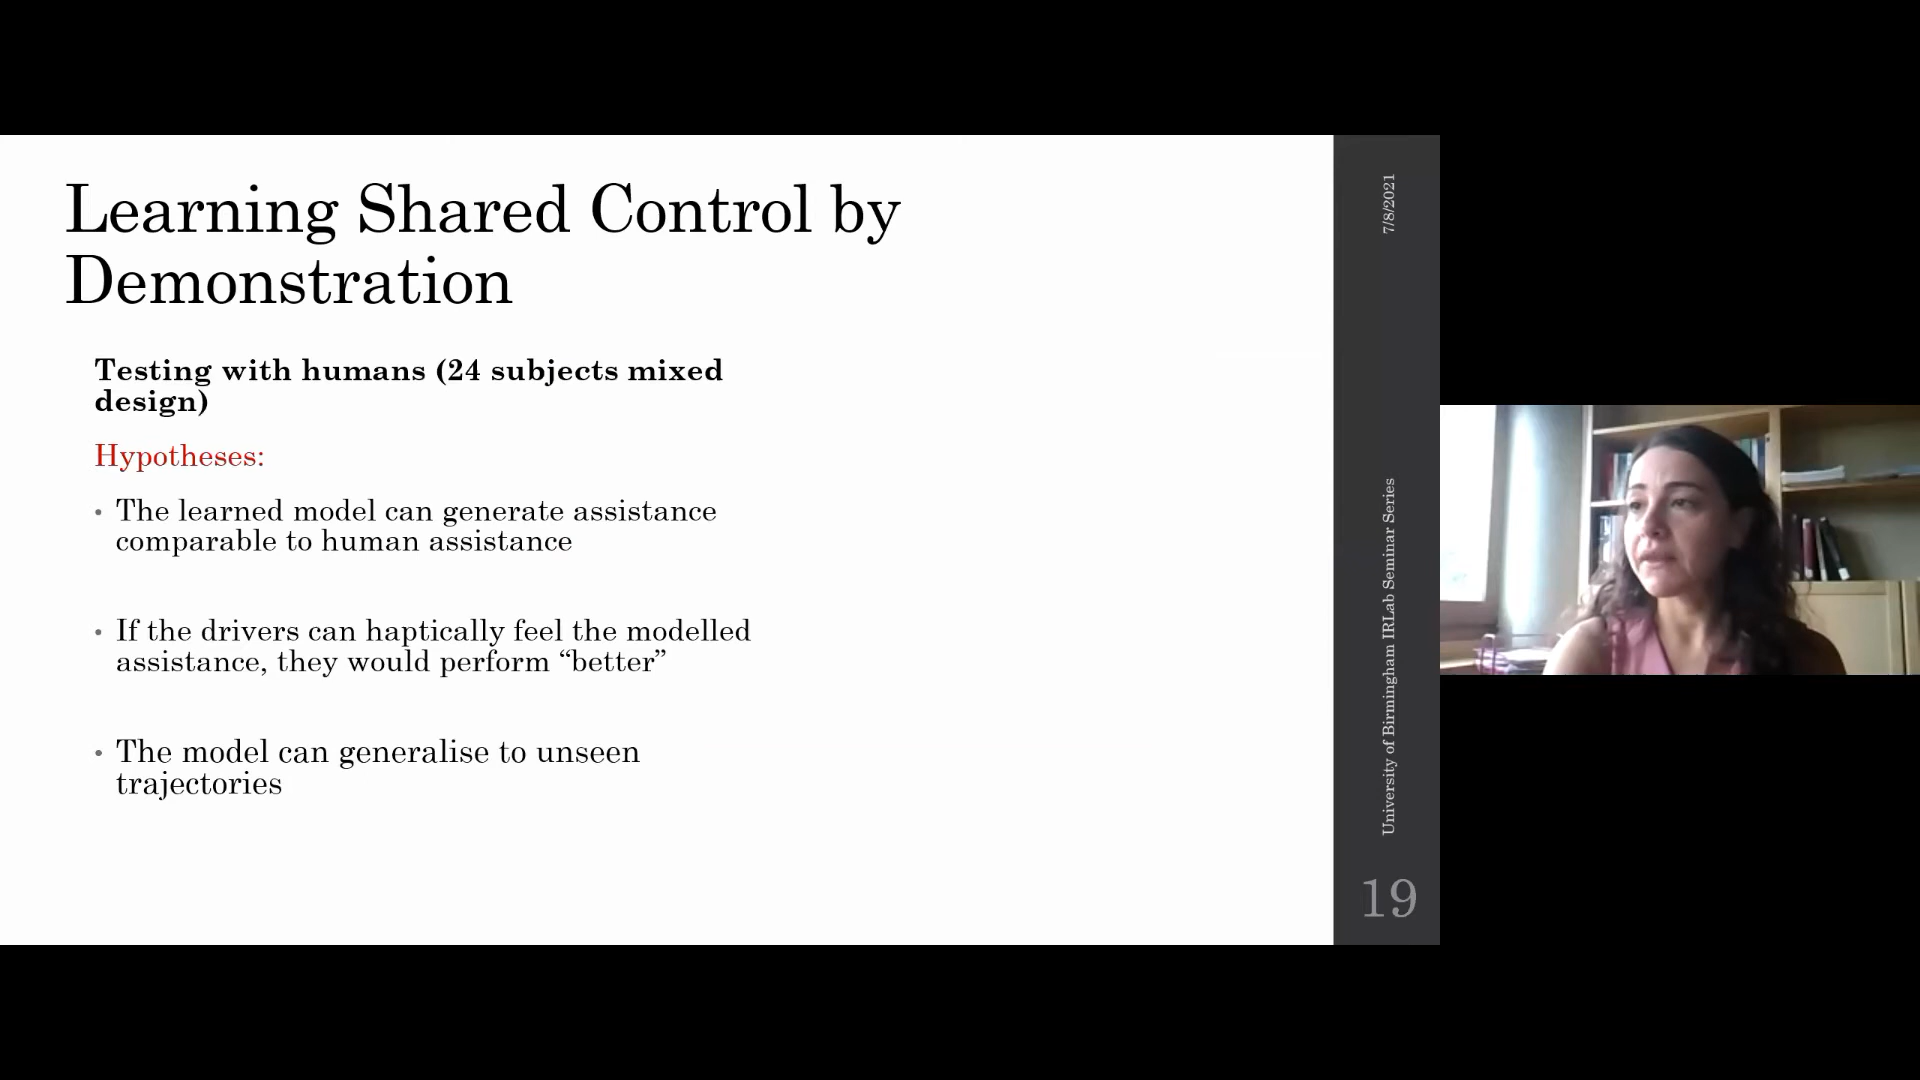 Learning Shared Control by
Demonstration
Testing with humans (24 subjects mixed
design)
Hypotheses:
• The learned model can generate assistance
comparable to human assistance
• If the drivers can haptically feel the modelled
assistance, they would perform “better”
• The model can generalise to unseen
trajectories
7/8/2021
University of Birmingham IRLab Seminar Series
19